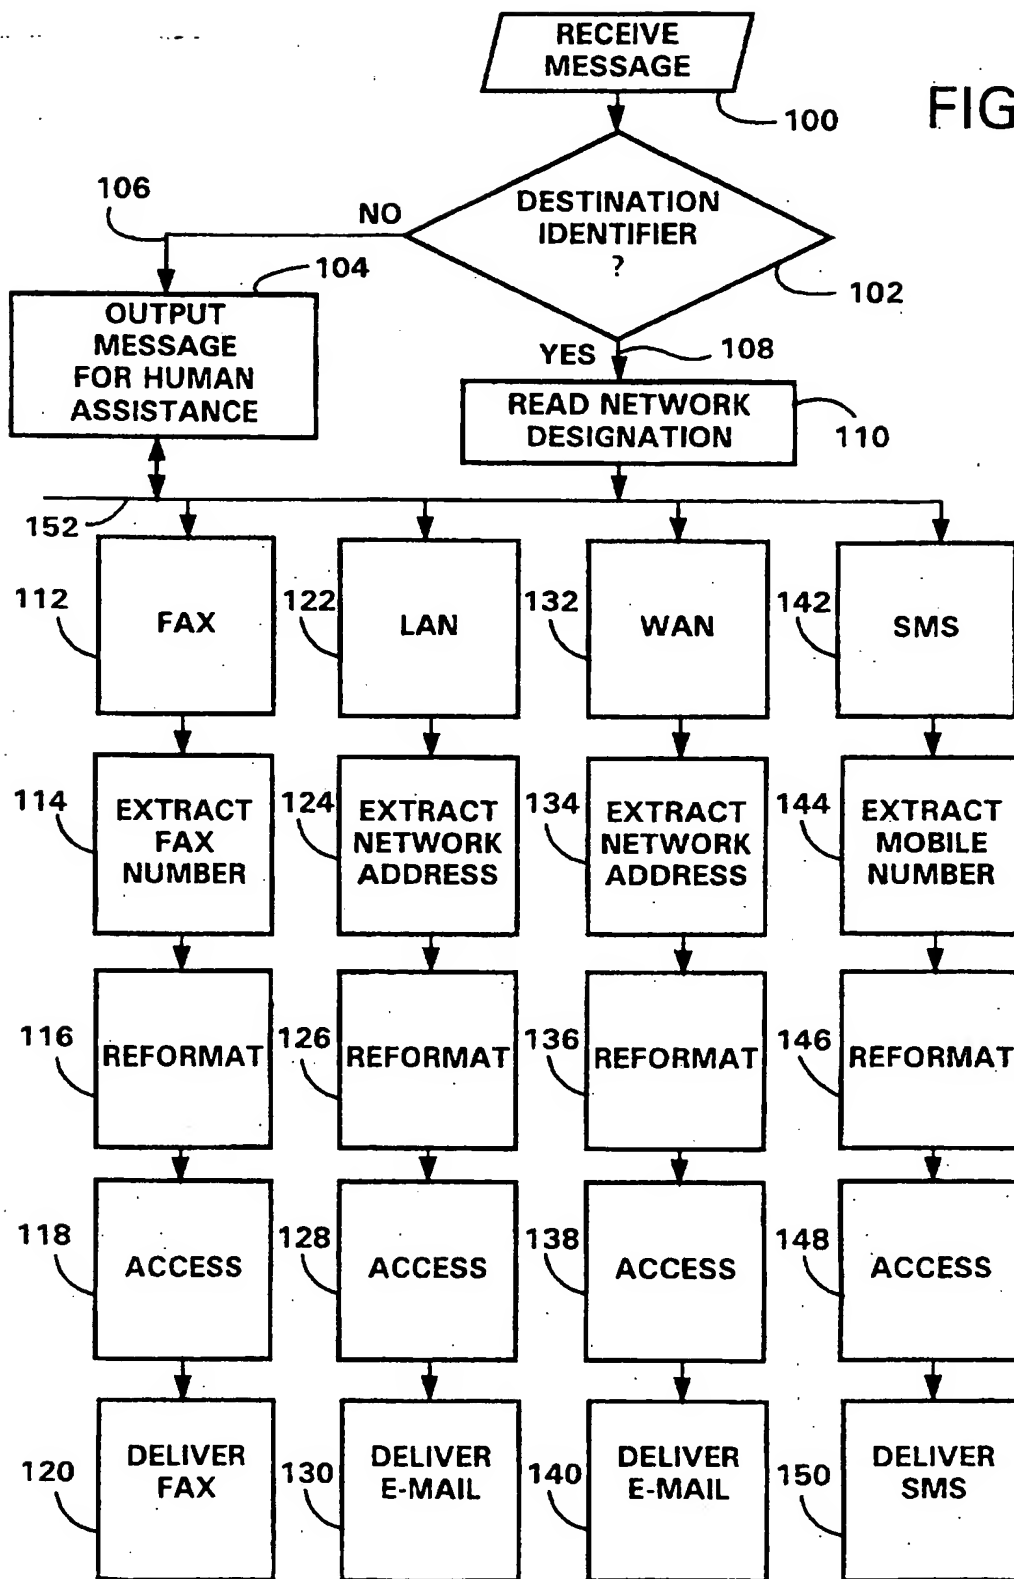 RECEIVE
MESSAGE
100
FIG
106
NO
DESTINATION
IDENTIFIER
?
102
104
OUTPUT
MESSAGE
FOR HUMAN
ASSISTANCE
YES
108
READ NETWORK
DESIGNATION
110
152
112
FAX
122
LAN
132
WAN
142
SMS
114
EXTRACT
FAX
NUMBER
124
EXTRACT
NETWORK
ADDRESS
134
EXTRACT
NETWORK
ADDRESS
144
EXTRACT
MOBILE
NUMBER
116
REFORMAT
126
REFORMAT
136
REFORMAT
146
REFORMAT
118
ACCESS
128
ACCESS
138
ACCESS
148
ACCESS
120
DELIVER
FAX
130
DELIVER
E-MAIL
140
DELIVER
E-MAIL
150
DELIVER
SMS